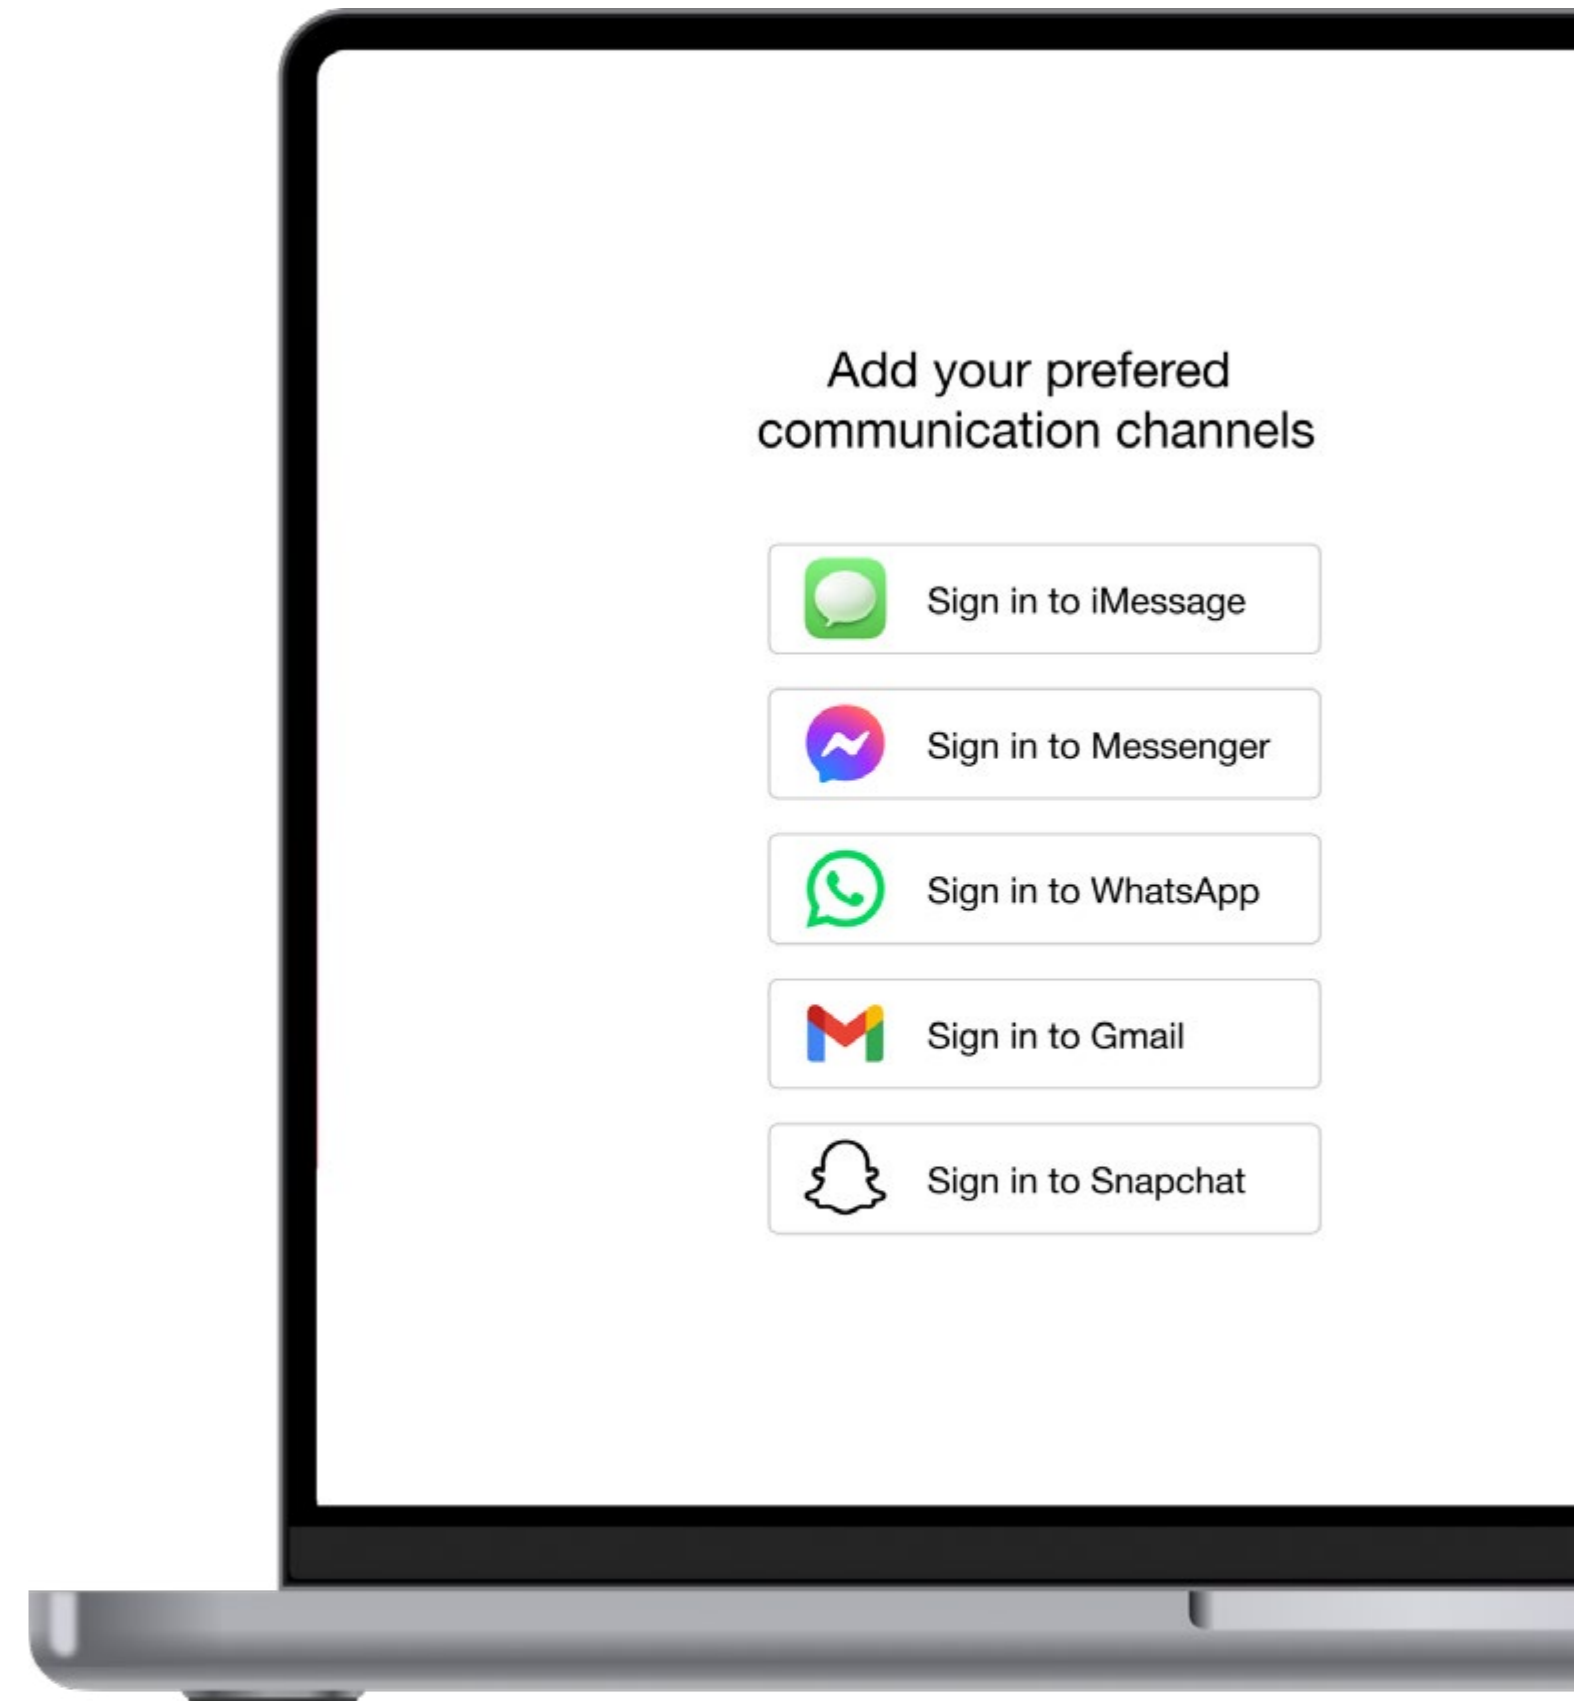 Add your prefered
communication channels
Sign in to iMessage
Sign in to Messenger
Sign in to WhatsApp
Sign in to Gmail
Sign in to Snapchat